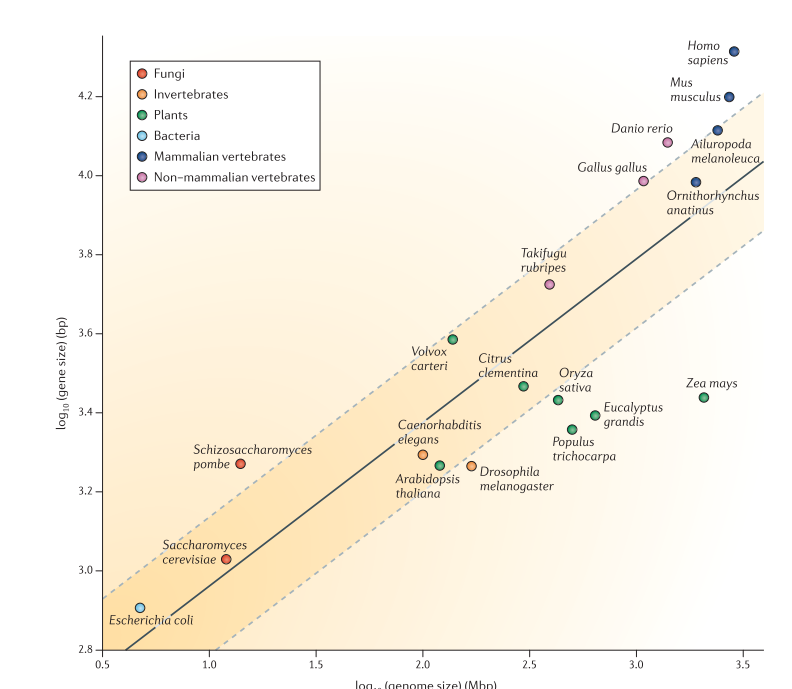 Homo
sapiens
Fungi
Invertebrates
Plants
Bacteria
Mammalian vertebrates
Non-mammalian vertebrates
Mus
musculus
Danio rerio
Ailuropoda
melanoleuca
Gallus gallus
Ornithorhynchus
anatinus
Takifugu
rubripes
Volvox
carteri
Citrus
clementina
Oryza
sativa
Zea mays
Eucalyptus
grandis
Populus
trichocarpa
Caenorhabditis
elegans
Schizosaccharomyces
pombe
Arabidopsis
thaliana
Drosophila
melanogaster
Saccharomyces
cerevisiae
Escherichia coli
log10 (gene size) (bp)
4.2
4.0
3.8
3.6
3.4
3.2
3.0
2.8
0.5 1.0 1.5 2.0 2.5 3.0 3.5
log10 (genome size) (Mbp)